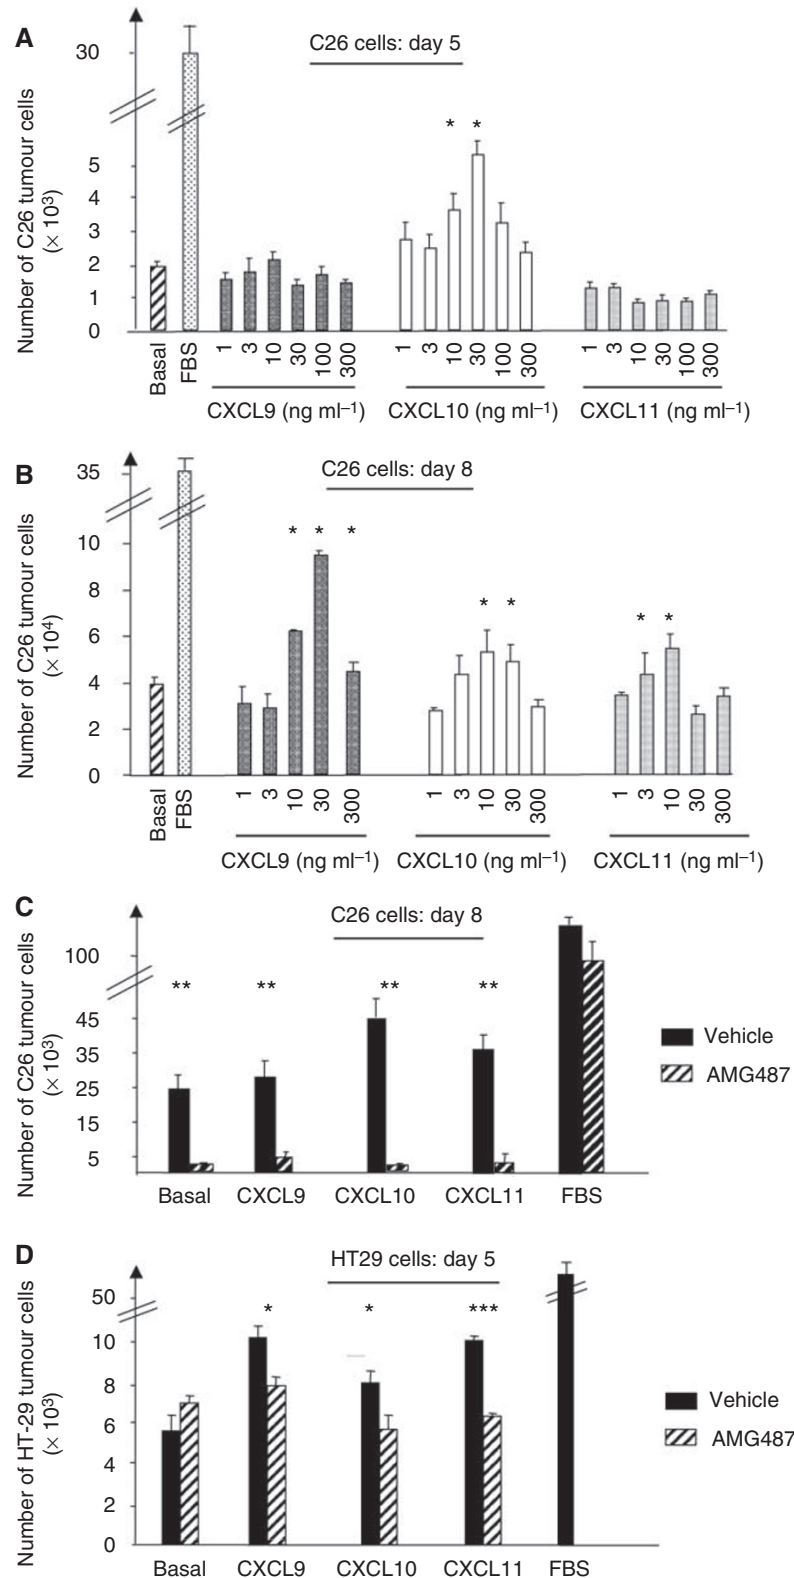 A
C26 cells: day 5
Number of C26 tumour cells
(× 10³)
30
5
4
3
2
1
0
* *
Basal FBS 1 3 10 30 100 300 1 3 10 30 100 300 1 3 10 30 100 300
CXCL9 (ng ml⁻¹) CXCL10 (ng ml⁻¹) CXCL11 (ng ml⁻¹)
B
C26 cells: day 8
Number of C26 tumour cells
(× 10⁴)
35
10
8
6
4
2
0
* * * * * * *
Basal FBS 1 3 10 30 300 1 3 10 30 300 1 3 10 30 300
CXCL9 (ng ml⁻¹) CXCL10 (ng ml⁻¹) CXCL11 (ng ml⁻¹)
C
C26 cells: day 8
Number of C26 tumour cells
(× 10³)
100
45
35
25
15
5
** ** ** **
Vehicle
AMG487
Basal CXCL9 CXCL10 CXCL11 FBS
D
HT29 cells: day 5
Number of HT-29 tumour cells
(× 10³)
50
10
8
6
4
2
0
* * ***
Vehicle
AMG487
Basal CXCL9 CXCL10 CXCL11 FBS